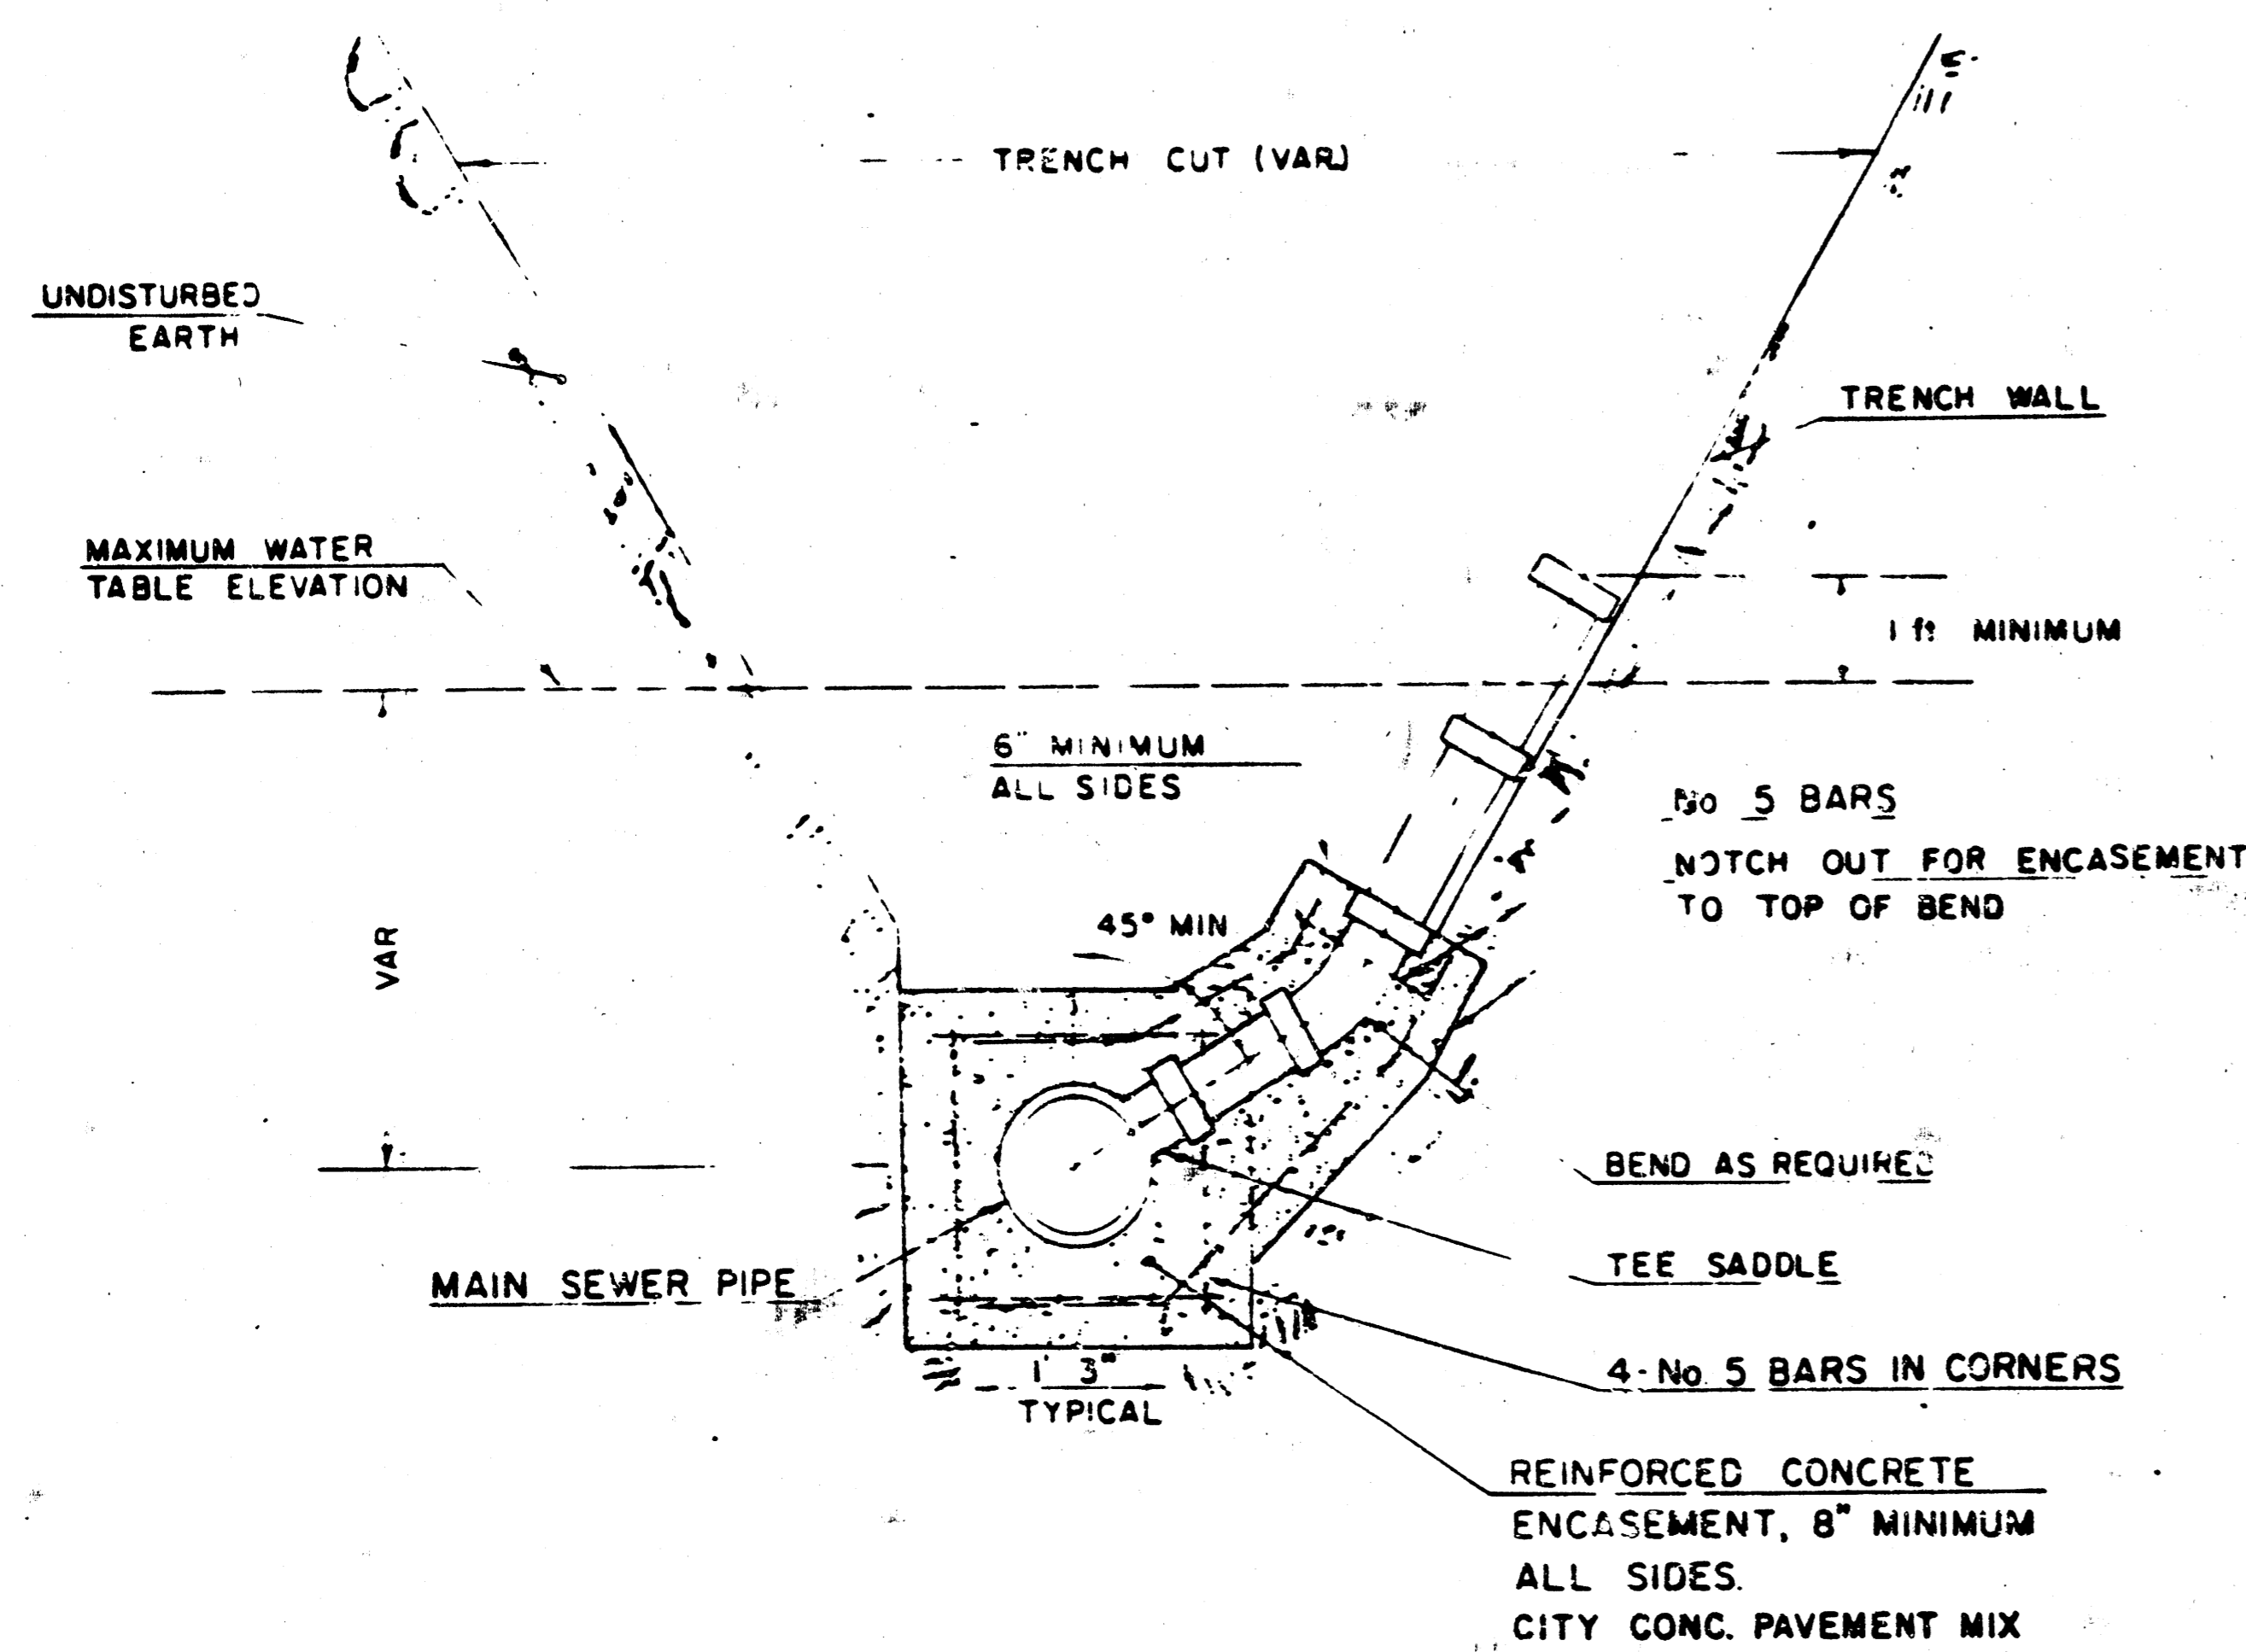 TRENCH CUT (VAR)
UNDISTURBED
EARTH
TRENCH WALL
MAXIMUM WATER
TABLE ELEVATION
1 ft MINIMUM
6" MINIMUM
ALL SIDES
No 5 BARS
NOTCH OUT FOR ENCASEMENT
TO TOP OF BEND
45° MIN
VAR
BEND AS REQUIRED
TEE SADDLE
MAIN SEWER PIPE
1' 3"
TYPICAL
4-No. 5 BARS IN CORNERS
REINFORCED CONCRETE
ENCASEMENT, 8" MINIMUM
ALL SIDES.
CITY CONC. PAVEMENT MIX